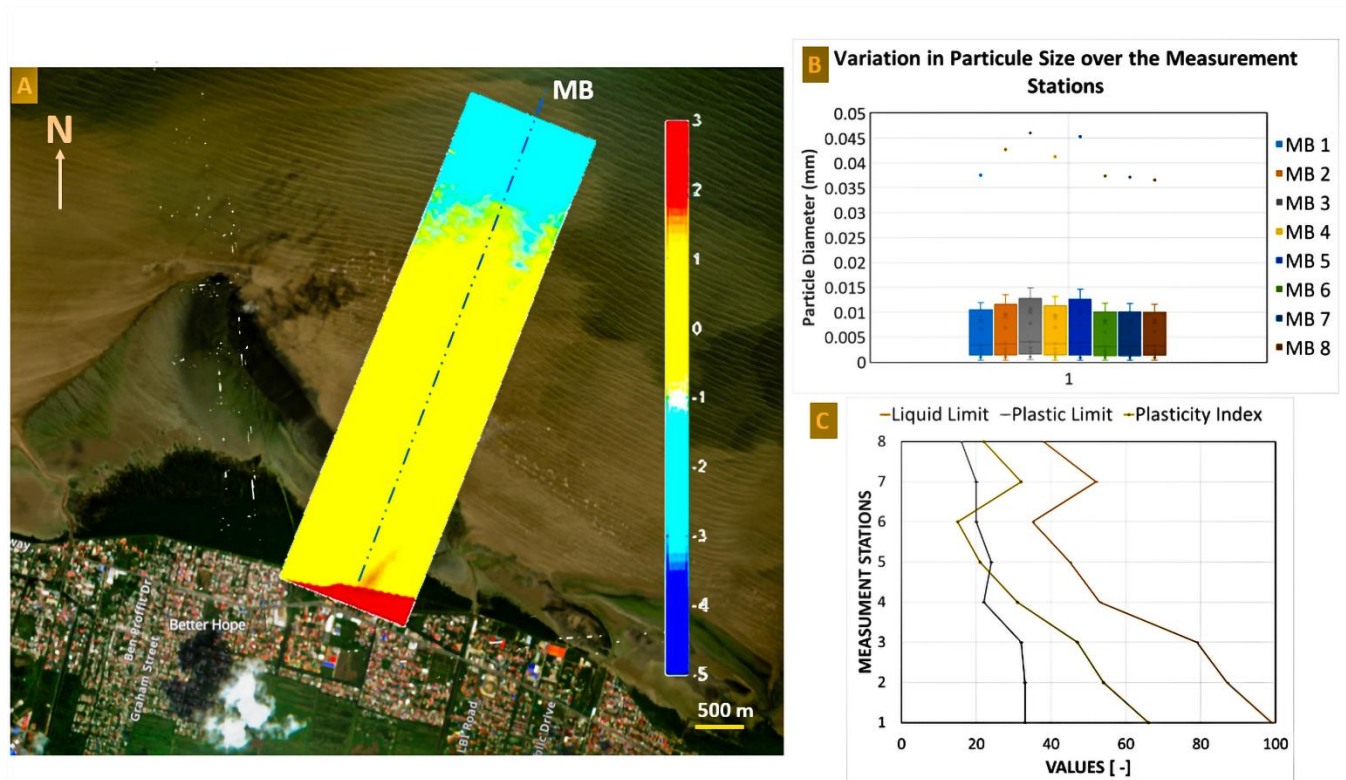 A
N
MB
3
2
1
0
-1
-2
-3
-4
-5
way
Ben Proffit Dr
Graham Street
Better Hope
LBI Road
blic Drive
500 m
B
Variation in Particule Size over the Measurement
Stations
Particle Diameter (mm)
0.05
0.045
0.04
0.035
0.03
0.025
0.02
0.015
0.01
0.005
0
1
MB 1
MB 2
MB 3
MB 4
MB 5
MB 6
MB 7
MB 8
C
Liquid Limit
Plastic Limit
Plasticity Index
MEASUMENT STATIONS
8
7
6
5
4
3
2
1
0
20
40
60
80
100
VALUES [ -]